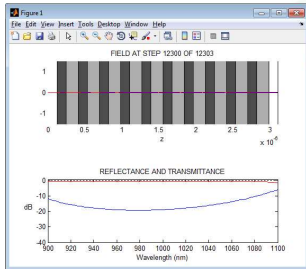 Figure 1
File Edit View Insert Tools Desktop Window Help
FIELD AT STEP 12300 OF 12303
1
0
-1
0 0.5 1 1.5 2 2.5 3
z
x 10⁻⁶
REFLECTANCE AND TRANSMITTANCE
0
-10
-20
-30
-40
dB
900 920 940 960 980 1000 1020 1040 1060 1080 1100
Wavelength (nm)